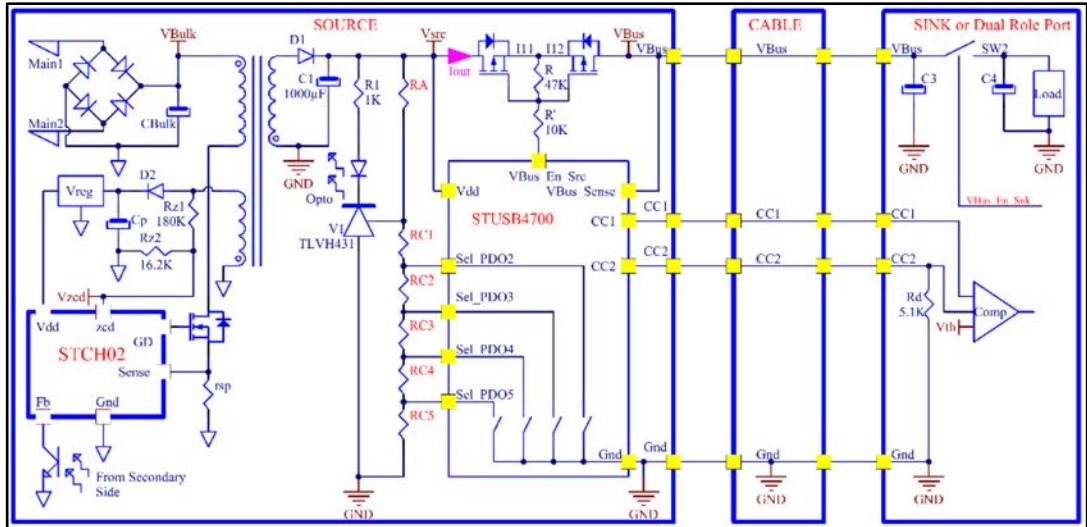 SOURCE
CABLE
SINK or Dual Role Port
VBulk
D1
Vsrc
I11
I12
VBus
VBus
VBus
VBus
SW2
Main1
Main2
Iout
C1
1000µF
R1
1K
RA
R
47K
R'
10K
C3
C4
Load
CBulk
GND
GND
GND
VBus_En_Src
VBus_Sense
VBus_En_Snk
Opto
Vdd
D2
Vreg
Rz1
180K
Cp
Rz2
16.2K
V1
TLVH431
STUSB4700
CC1
CC1
CC1
CC1
CC2
CC2
CC2
CC2
RC1
Sel_PDO2
RC2
Sel_PDO3
RC3
Sel_PDO4
RC4
Sel_PDO5
RC5
Rd
5.1K
Vth
Comp
Vzcd
Vdd
zcd
GD
STCH02
Sense
rsp
Fb
Gnd
Gnd
Gnd
Gnd
From Secondary
Side
GND
GND
GND
GND